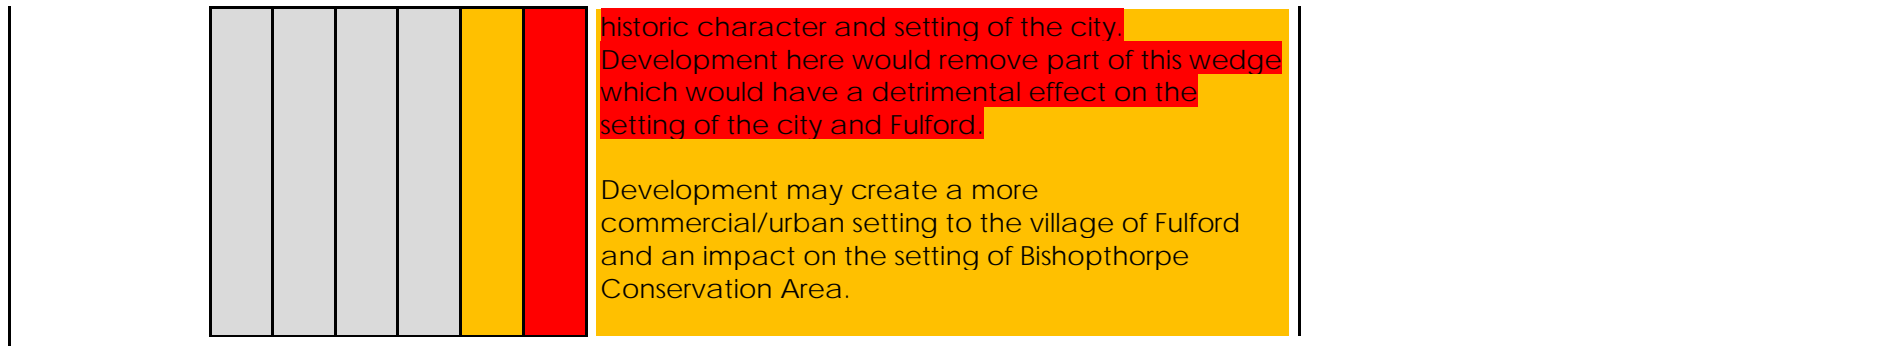 historic character and setting of the city.
Development here would remove part of this wedge
which would have a detrimental effect on the
setting of the city and Fulford.
Development may create a more
commercial/urban setting to the village of Fulford
and an impact on the setting of Bishopthorpe
Conservation Area.